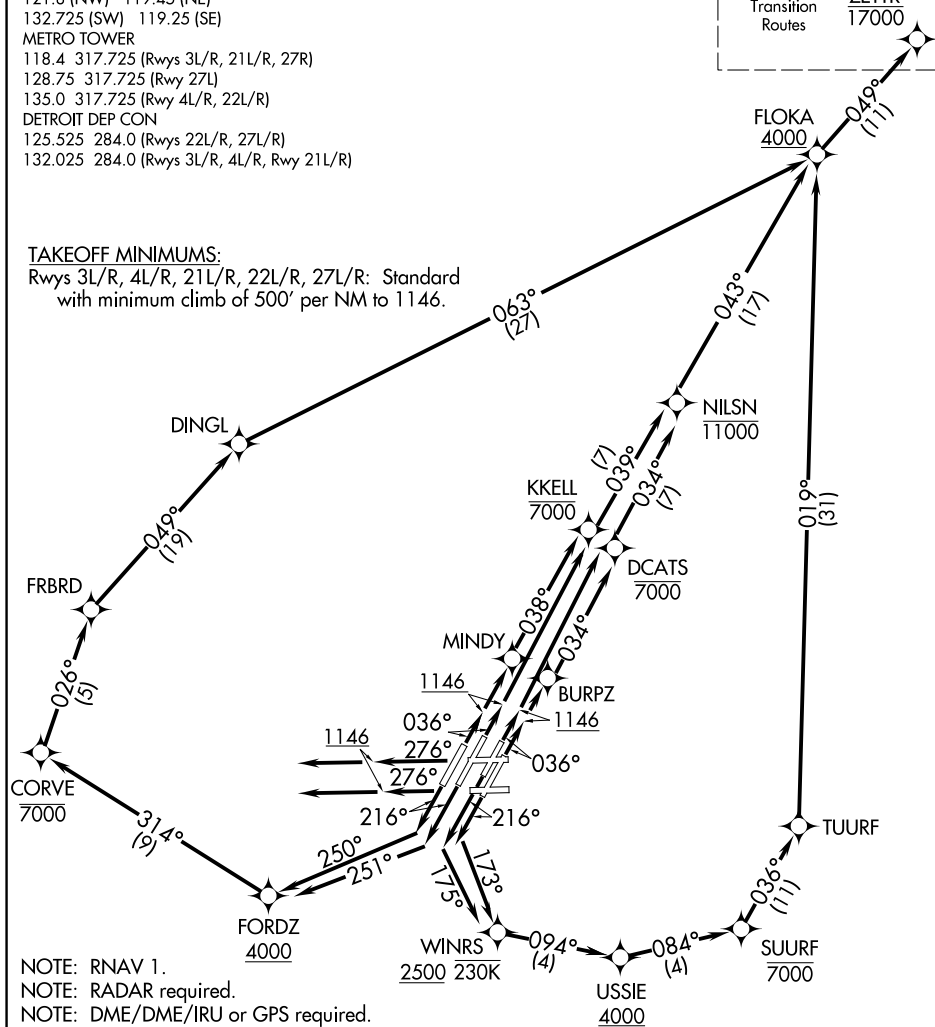 132.725 (SW) 119.25 (SE)
METRO TOWER
118.4 317.725 (Rwys 3L/R, 21L/R, 27R)
128.75 317.725 (Rwy 27L)
135.0 317.725 (Rwy 4L/R, 22L/R)
DETROIT DEP CON
125.525 284.0 (Rwys 22L/R, 27L/R)
132.025 284.0 (Rwys 3L/R, 4L/R, Rwy 21L/R)
Transition
Routes
17000
049°
(11)
FLOKA
4000
TAKEOFF MINIMUMS:
Rwys 3L/R, 4L/R, 21L/R, 22L/R, 27L/R: Standard
with minimum climb of 500' per NM to 1146.
063°
(27)
043°
(17)
DINGL
NILSN
11000
(7)
039°
034°
(7)
KKELL
7000
019°
(31)
049°
(19)
DCATS
7000
FRBRD
038°
034°
MINDY
026°
(5)
1146
BURPZ
036°
1146
1146
276°
036°
276°
CORVE
7000
216°
216°
314°
(9)
TUURF
250°
251°
173°
175°
036°
(11)
FORDZ
4000
WINRS
2500 230K
094°
(4)
084°
(4)
SUURF
7000
USSIE
4000
NOTE: RNAV 1.
NOTE: RADAR required.
NOTE: DME/DME/IRU or GPS required.